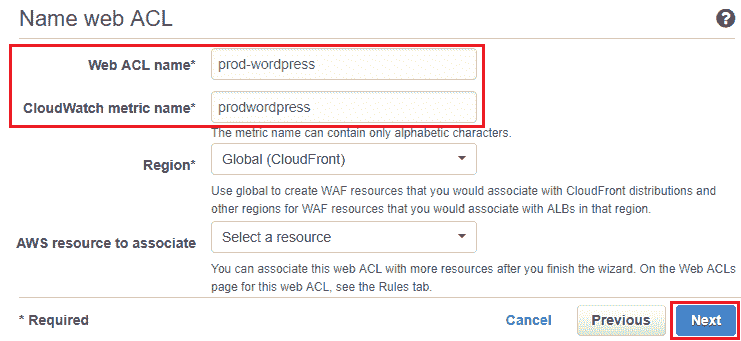 Name web ACL ?
Web ACL name* prod-wordpress
CloudWatch metric name* prodwordpress
The metric name can contain only alphabetic characters.
Region* Global (CloudFront)
Use global to create WAF resources that you would associate with CloudFront distributions and
other regions for WAF resources that you would associate with ALBs in that region.
AWS resource to associate Select a resource
You can associate this web ACL with more resources after you finish the wizard. On the Web ACLs
page for this web ACL, see the Rules tab.
* Required Cancel Previous Next